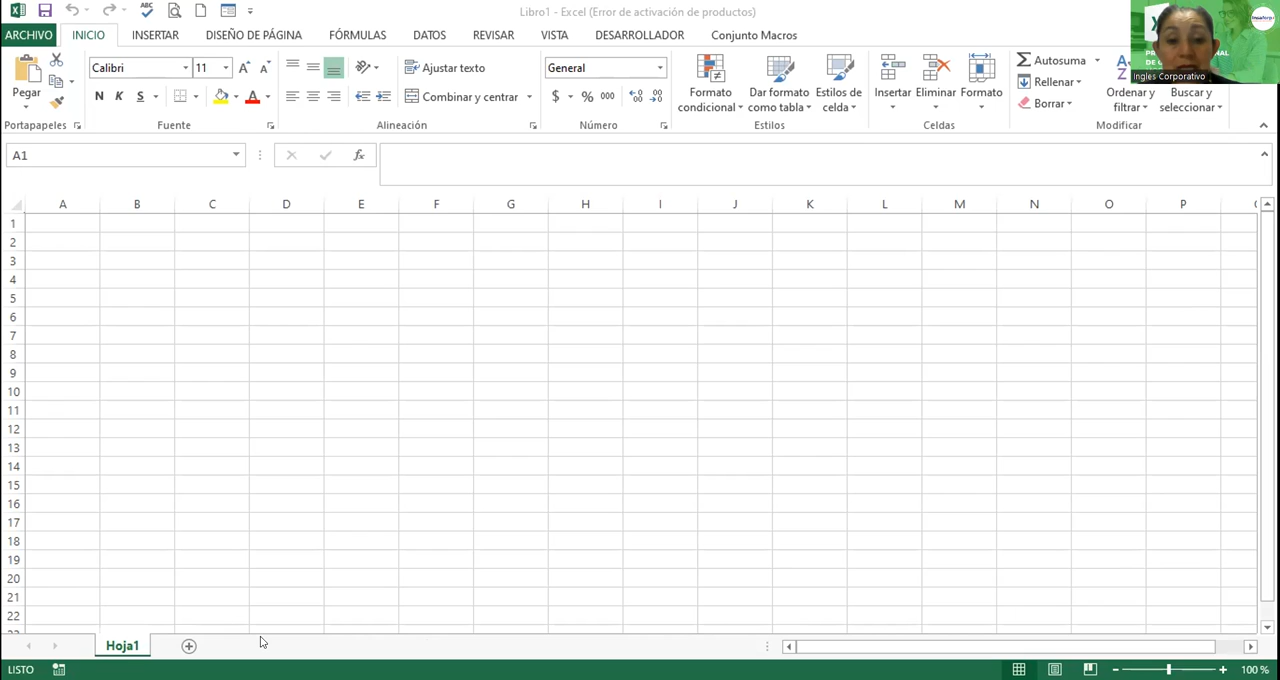 Libro1 - Excel (Error de activación de productos)
ARCHIVO INICIO INSERTAR DISEÑO DE PÁGINA FÓRMULAS DATOS REVISAR VISTA DESARROLLADOR Conjunto Macros
Pegar
Portapapeles
Calibri 11
N K S
Fuente
Ajustar texto
Combinar y centrar
Alineación
General
$ % 000
Número
Formato condicional
Dar formato como tabla
Estilos de celda
Estilos
Insertar Eliminar Formato
Celdas
Autosuma
Rellenar
Borrar
Ordenar y filtrar
Buscar y seleccionar
Modificar
Ingles Corporativo
A1
fx
A B C D E F G H I J K L M N O P
1
2
3
4
5
6
7
8
9
10
11
12
13
14
15
16
17
18
19
20
21
22
Hoja1
LISTO
100 %